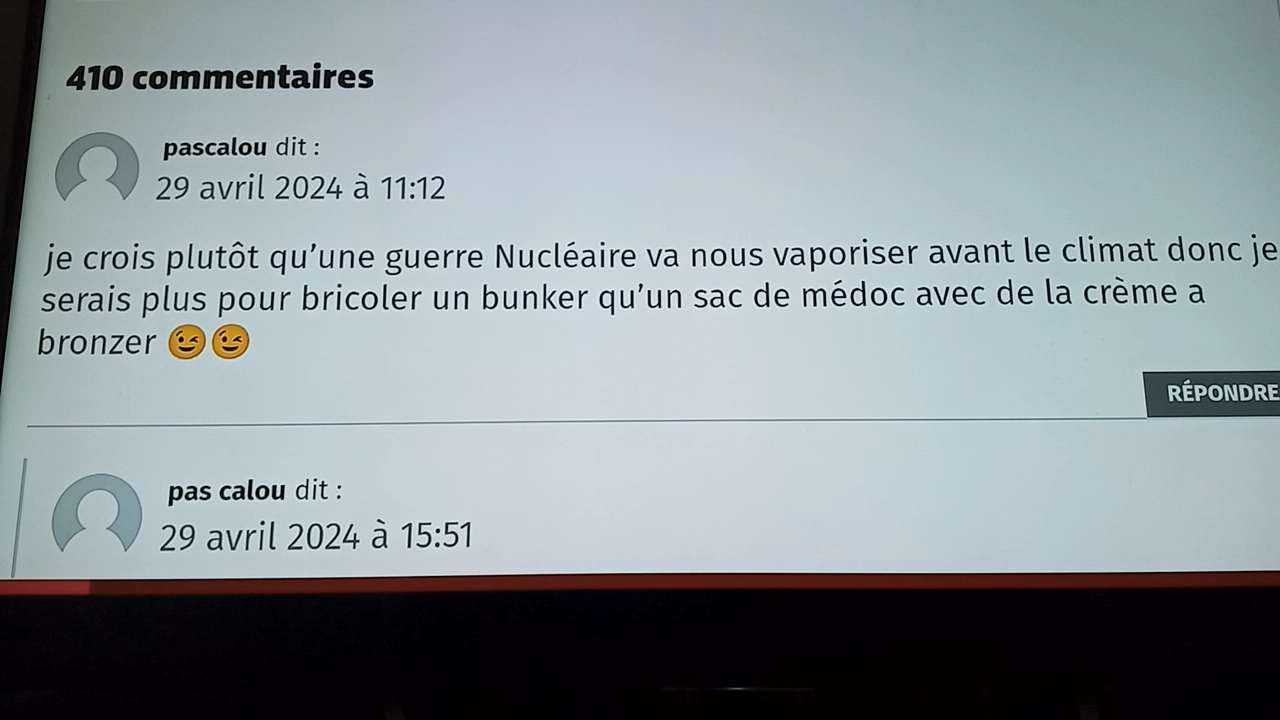 410 commentaires
pascalou dit :
29 avril 2024 à 11:12
je crois plutôt qu’une guerre Nucléaire va nous vaporiser avant le climat donc je
serais plus pour bricoler un bunker qu’un sac de médoc avec de la crème a
bronzer 😉😉
RÉPONDRE
pas calou dit :
29 avril 2024 à 15:51